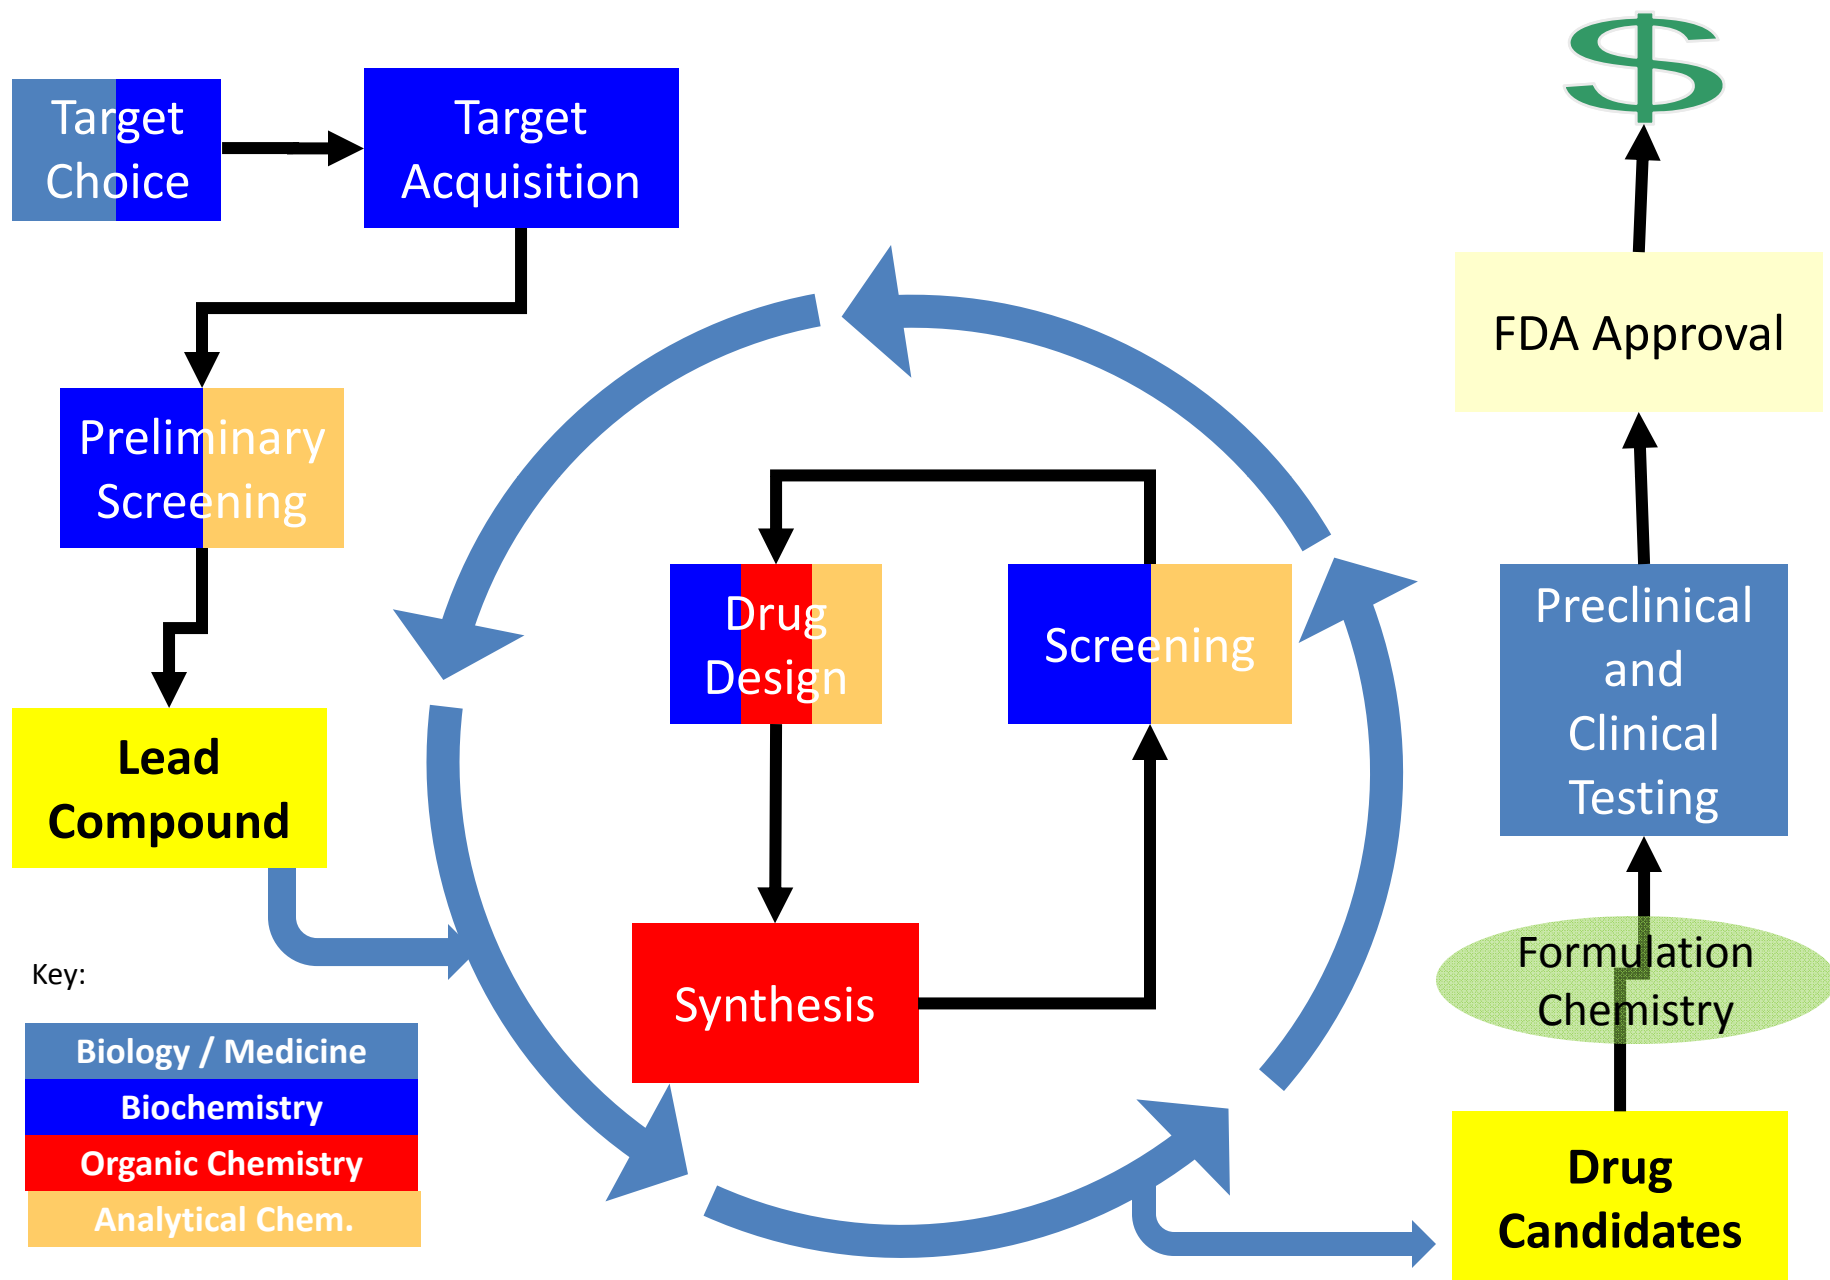 Target
Choice
Target
Acquisition
Preliminary
Screening
Lead
Compound
Drug
Design
Screening
Synthesis
$
FDA Approval
Preclinical
and
Clinical
Testing
Formulation
Chemistry
Drug
Candidates
Key:
Biology / Medicine
Biochemistry
Organic Chemistry
Analytical Chem.